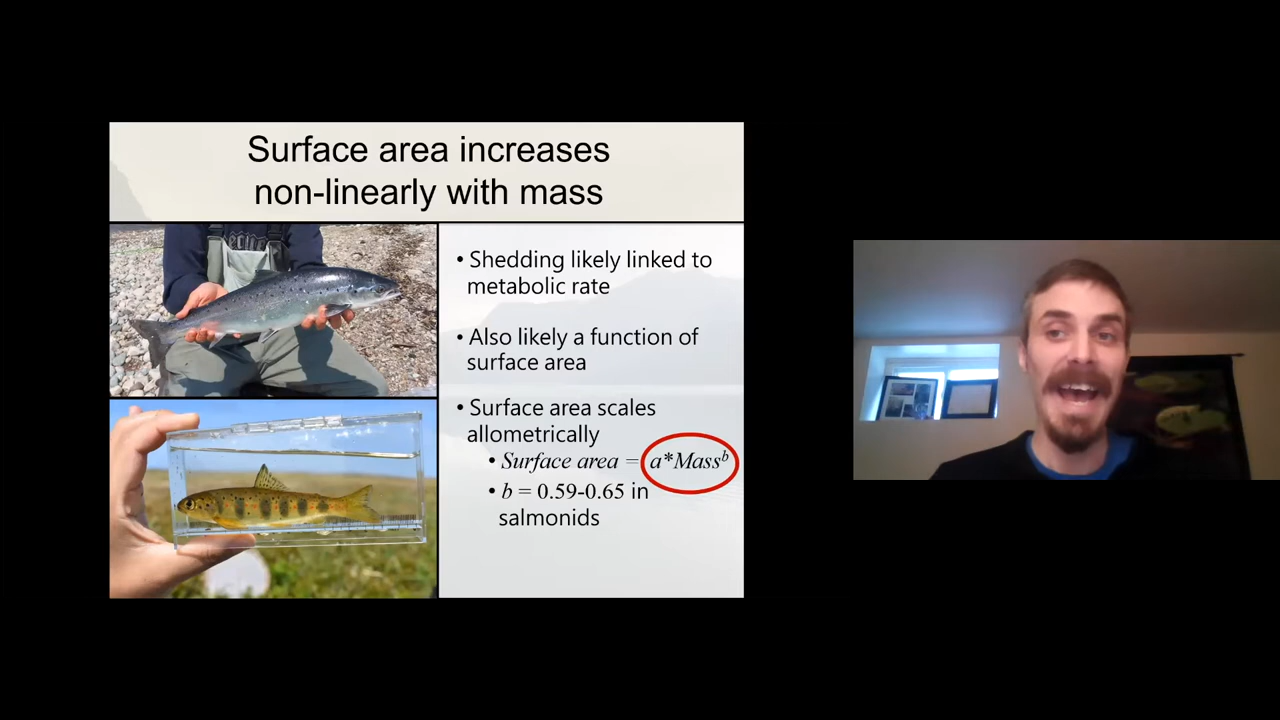 Surface area increases
non-linearly with mass
• Shedding likely linked to
metabolic rate
• Also likely a function of
surface area
• Surface area scales
allometrically
• Surface area = a*Massᵇ
• b = 0.59-0.65 in
salmonids